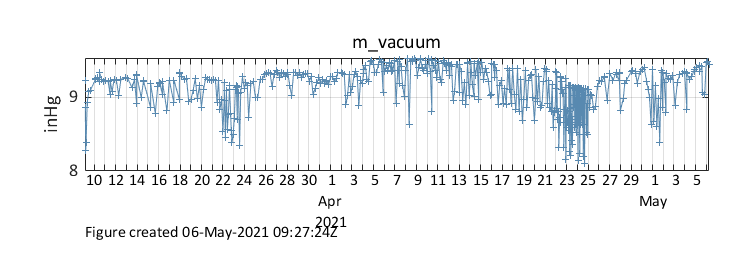 m_vacuum
9
8
inHg
10 12 14 16 18 20 22 24 26 28 30 1 3 5 7 9 11 13 15 17 19 21 23 25 27 29 1 3 5
Apr May
2021
Figure created 06-May-2021 09:27:24Z